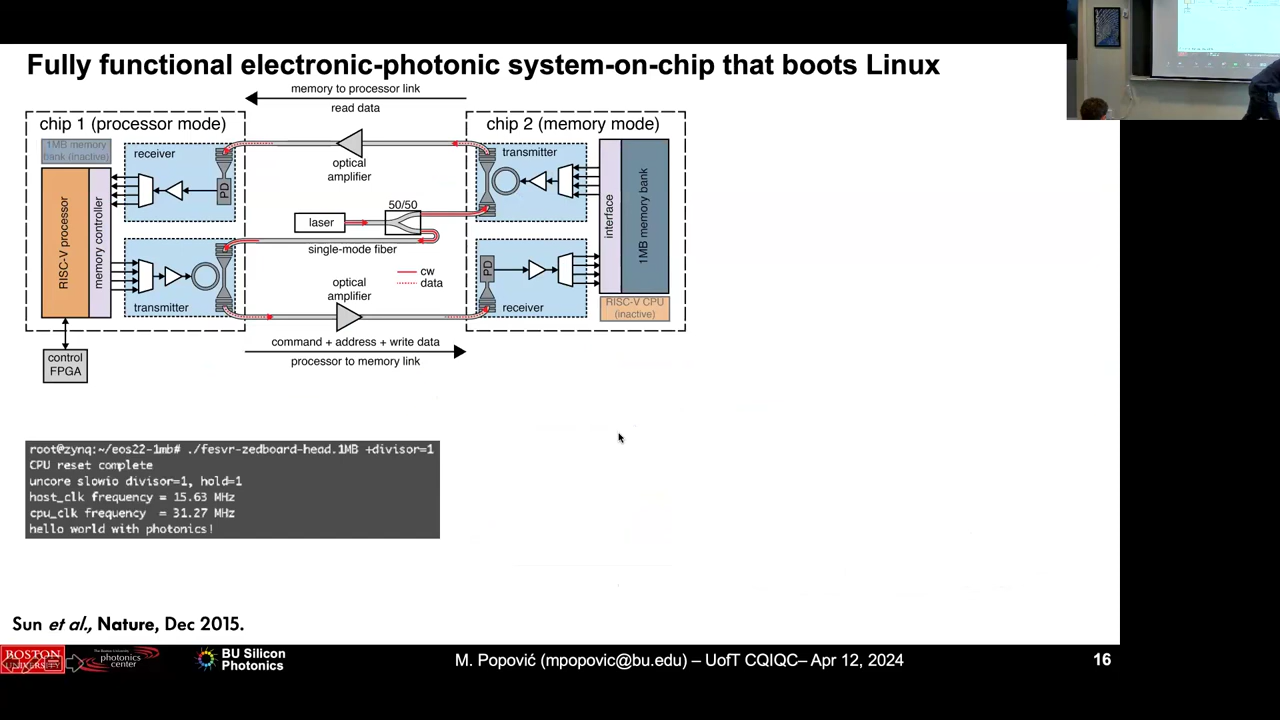 Fully functional electronic-photonic system-on-chip that boots Linux
memory to processor link
read data
chip 1 (processor mode)
chip 2 (memory mode)
1MB memory
bank (inactive)
receiver
PD
optical
amplifier
transmitter
RISC-V processor
memory controller
laser
50/50
single-mode fiber
interface
1MB memory bank
cw
data
transmitter
optical
amplifier
PD
receiver
RISC-V CPU
(inactive)
command + address + write data
processor to memory link
control
FPGA
root@zynq:~/eos22-1mb# ./fesvr-zedboard-head.1MB +divisor=1
CPU reset complete
uncore slowio divisor=1, hold=1
host_clk frequency = 15.63 MHz
cpu_clk frequency  = 31.27 MHz
hello world with photonics!
Sun et al., Nature, Dec 2015.
BOSTON
UNIVERSITY
photonics
center
BU Silicon
Photonics
M. Popović (mpopovic@bu.edu) – UofT CQIQC– Apr 12, 2024
16